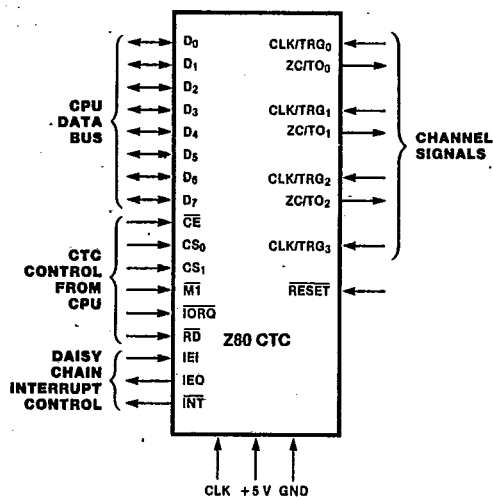 CPU
DATA
BUS
D0
D1
D2
D3
D4
D5
D6
D7
CTC
CONTROL
FROM
CPU
CE
CS0
CS1
M1
IORQ
RD
DAISY
CHAIN
INTERRUPT
CONTROL
IEI
IEO
INT
Z80 CTC
CLK/TRG0
ZC/TO0
CLK/TRG1
ZC/TO1
CLK/TRG2
ZC/TO2
CLK/TRG3
RESET
CHANNEL
SIGNALS
CLK +5 V GND